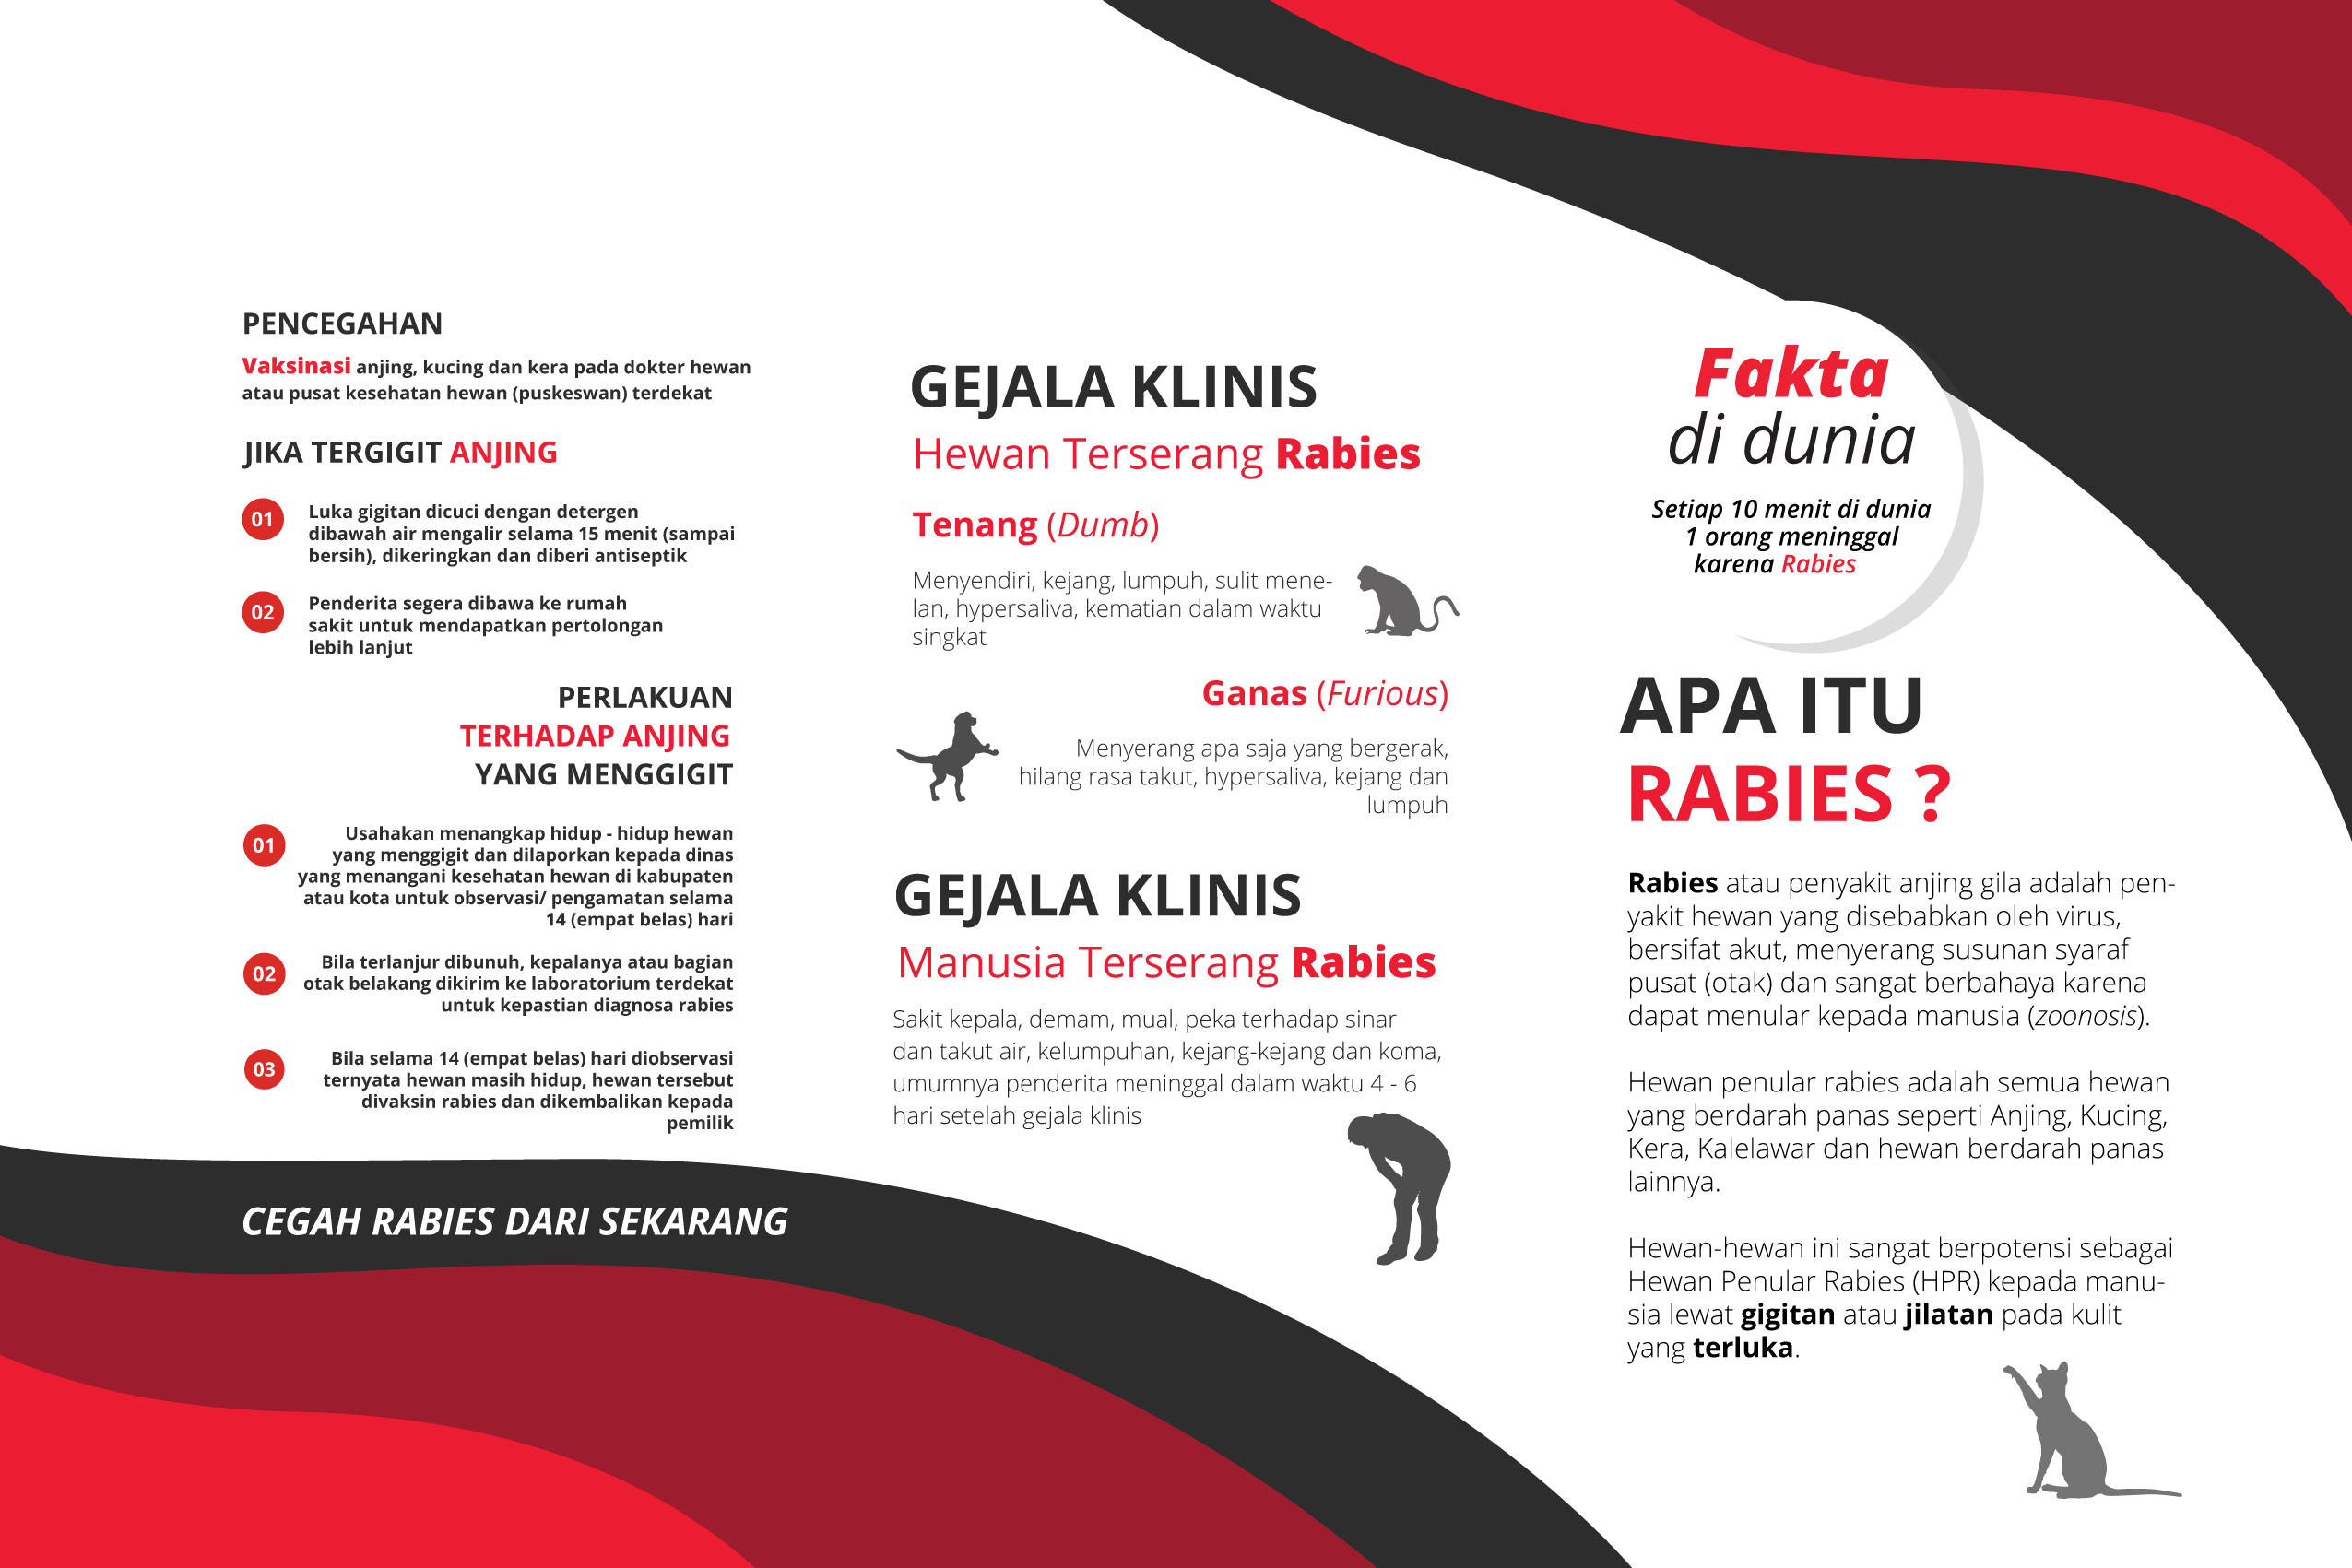 PENCEGAHAN
Vaksinasi anjing, kucing dan kera pada dokter hewan
atau pusat kesehatan hewan (puskeswan) terdekat
JIKA TERGIGIT ANJING
01
Luka gigitan dicuci dengan detergen
dibawah air mengalir selama 15 menit (sampai
bersih), dikeringkan dan diberi antiseptik
02
Penderita segera dibawa ke rumah
sakit untuk mendapatkan pertolongan
lebih lanjut
PERLAKUAN
TERHADAP ANJING
YANG MENGGIGIT
01
Usahakan menangkap hidup - hidup hewan
yang menggigit dan dilaporkan kepada dinas
yang menangani kesehatan hewan di kabupaten
atau kota untuk observasi/ pengamatan selama
14 (empat belas) hari
02
Bila terlanjur dibunuh, kepalanya atau bagian
otak belakang dikirim ke laboratorium terdekat
untuk kepastian diagnosa rabies
03
Bila selama 14 (empat belas) hari diobservasi
ternyata hewan masih hidup, hewan tersebut
divaksin rabies dan dikembalikan kepada
pemilik
CEGAH RABIES DARI SEKARANG
GEJALA KLINIS
Hewan Terserang Rabies
Tenang (Dumb)
Menyendiri, kejang, lumpuh, sulit mene-
lan, hypersaliva, kematian dalam waktu
singkat
Ganas (Furious)
Menyerang apa saja yang bergerak,
hilang rasa takut, hypersaliva, kejang dan
lumpuh
GEJALA KLINIS
Manusia Terserang Rabies
Sakit kepala, demam, mual, peka terhadap sinar
dan takut air, kelumpuhan, kejang-kejang dan koma,
umumnya penderita meninggal dalam waktu 4 - 6
hari setelah gejala klinis
Fakta
di dunia
Setiap 10 menit di dunia
1 orang meninggal
karena Rabies
APA ITU
RABIES ?
Rabies atau penyakit anjing gila adalah pen-
yakit hewan yang disebabkan oleh virus,
bersifat akut, menyerang susunan syaraf
pusat (otak) dan sangat berbahaya karena
dapat menular kepada manusia (zoonosis).
Hewan penular rabies adalah semua hewan
yang berdarah panas seperti Anjing, Kucing,
Kera, Kalelawar dan hewan berdarah panas
lainnya.
Hewan-hewan ini sangat berpotensi sebagai
Hewan Penular Rabies (HPR) kepada manu-
sia lewat gigitan atau jilatan pada kulit
yang terluka.